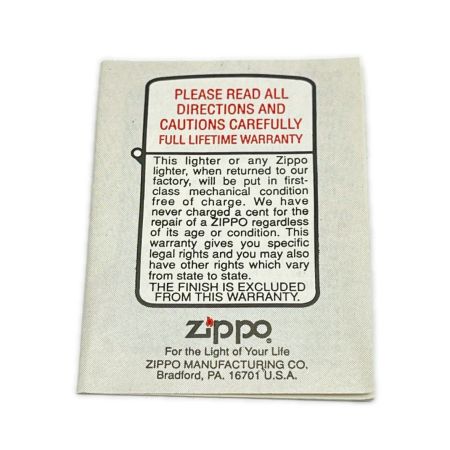 PLEASE READ ALL
DIRECTIONS AND
CAUTIONS CAREFULLY
FULL LIFETIME WARRANTY
This lighter or any Zippo
lighter, when returned to our
factory, will be put in first-
class mechanical condition
free of charge. We have
never charged a cent for the
repair of a ZIPPO regardless
of its age or condition. This
warranty gives you specific
legal rights and you may also
have other rights which vary
from state to state.
THE FINISH IS EXCLUDED
FROM THIS WARRANTY.
zippo®
For the Light of Your Life
ZIPPO MANUFACTURING CO.
Bradford, PA. 16701 U.S.A.